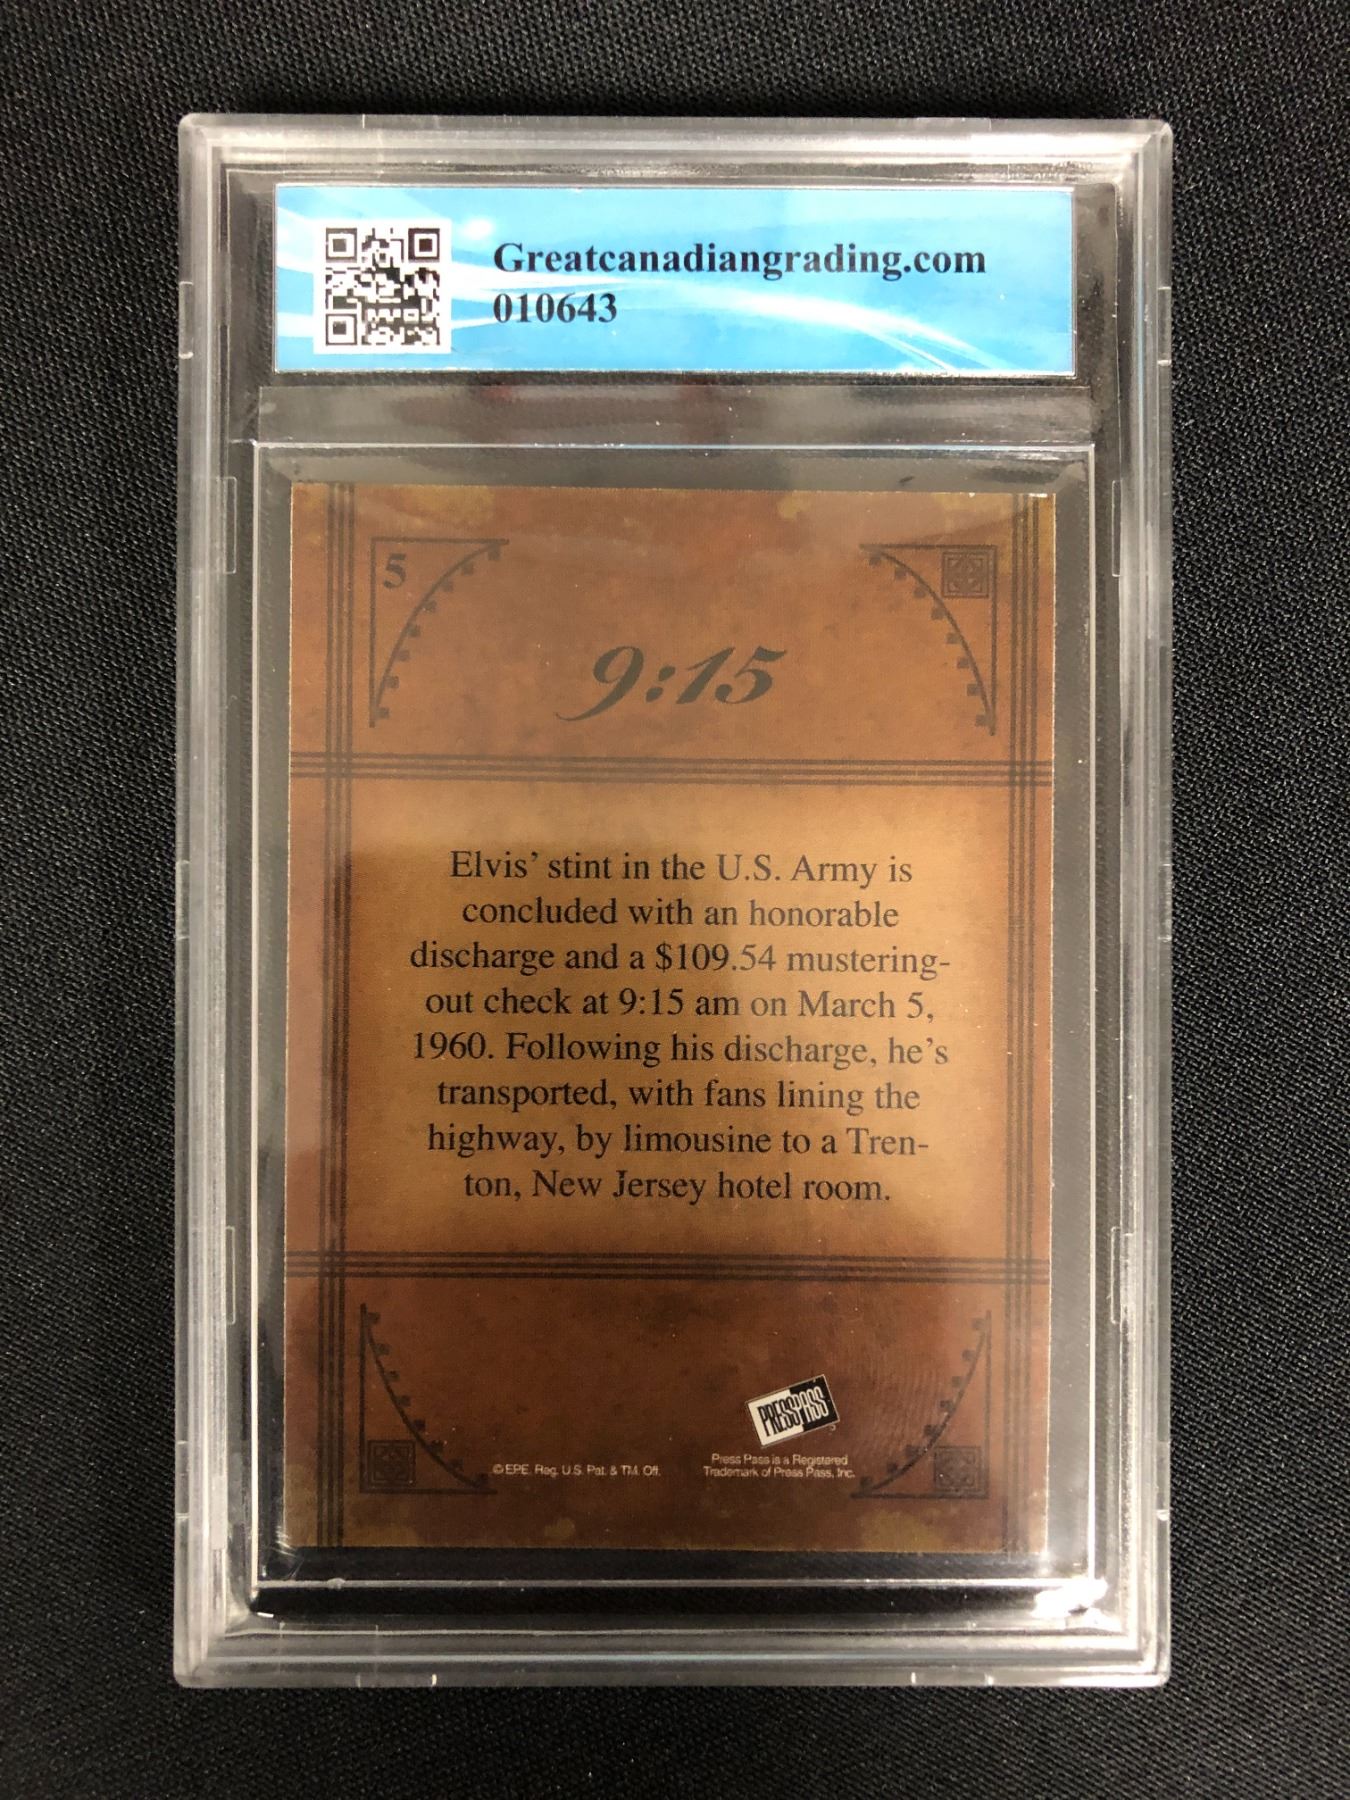 Greatcanadiangrading.com
010643
5
9:15
Elvis' stint in the U.S. Army is
concluded with an honorable
discharge and a $109.54 mustering-
out check at 9:15 am on March 5,
1960. Following his discharge, he's
transported, with fans lining the
highway, by limousine to a Tren-
ton, New Jersey hotel room.
PRESS PASS
© EPE. Reg. U.S. Pat. & TM. Off.
Press Pass is a Registered
Trademark of Press Pass, Inc.